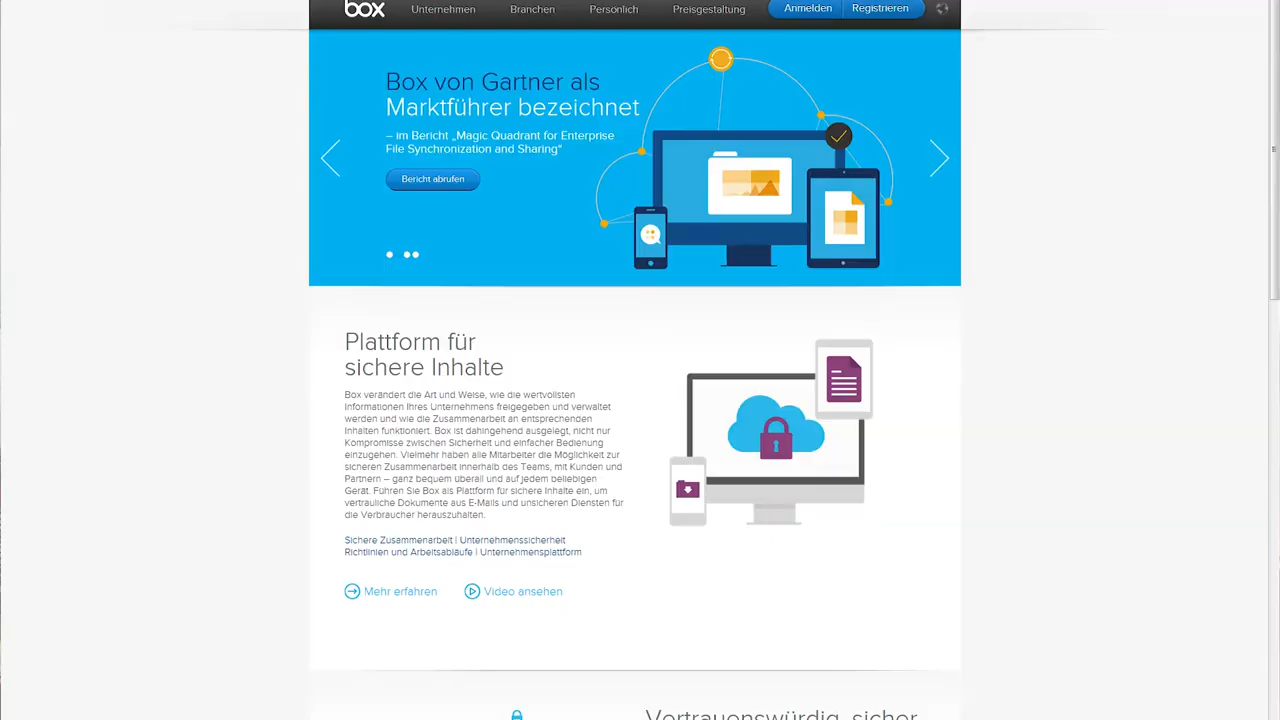 box
Unternehmen Branchen Persönlich Preisgestaltung Anmelden Registrieren
Box von Gartner als
Marktführer bezeichnet
– im Bericht „Magic Quadrant for Enterprise
File Synchronization and Sharing“
Bericht abrufen
Plattform für
sichere Inhalte
Box verändert die Art und Weise, wie die wertvollsten
Informationen Ihres Unternehmens freigegeben und verwaltet
werden und wie die Zusammenarbeit an entsprechenden
Inhalten funktioniert. Box ist dahingehend ausgelegt, nicht nur
Kompromisse zwischen Sicherheit und einfacher Bedienung
einzugehen. Vielmehr haben alle Mitarbeiter die Möglichkeit zur
sicheren Zusammenarbeit innerhalb des Teams, mit Kunden und
Partnern – ganz bequem überall und auf jedem beliebigen
Gerät. Führen Sie Box als Plattform für sichere Inhalte ein, um
vertrauliche Dokumente aus E-Mails und unsicheren Diensten für
die Verbraucher herauszuhalten.
Sichere Zusammenarbeit | Unternehmenssicherheit
Richtlinien und Arbeitsabläufe | Unternehmensplattform
Mehr erfahren Video ansehen
Vertrauenswürdig, sicher